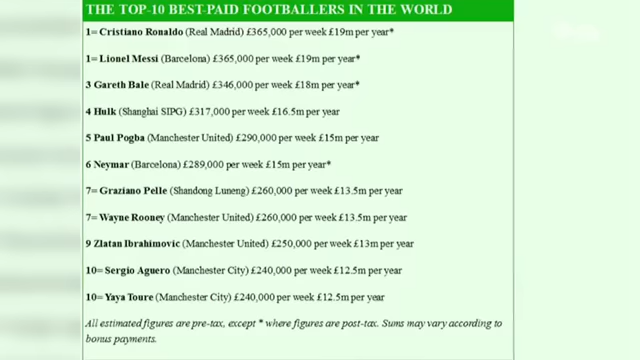 THE TOP-10 BEST-PAID FOOTBALLERS IN THE WORLD
1= Cristiano Ronaldo (Real Madrid) £365,000 per week £19m per year*
1= Lionel Messi (Barcelona) £365,000 per week £19m per year*
3 Gareth Bale (Real Madrid) £346,000 per week £18m per year*
4 Hulk (Shanghai SIPG) £317,000 per week £16.5m per year
5 Paul Pogba (Manchester United) £290,000 per week £15m per year
6 Neymar (Barcelona) £289,000 per week £15m per year*
7= Graziano Pelle (Shandong Luneng) £260,000 per week £13.5m per year
7= Wayne Rooney (Manchester United) £260,000 per week £13.5m per year
9 Zlatan Ibrahimovic (Manchester United) £250,000 per week £13m per year
10= Sergio Aguero (Manchester City) £240,000 per week £12.5m per year
10= Yaya Toure (Manchester City) £240,000 per week £12.5m per year
All estimated figures are pre-tax, except * where figures are post-tax. Sums may vary according to
bonus payments.